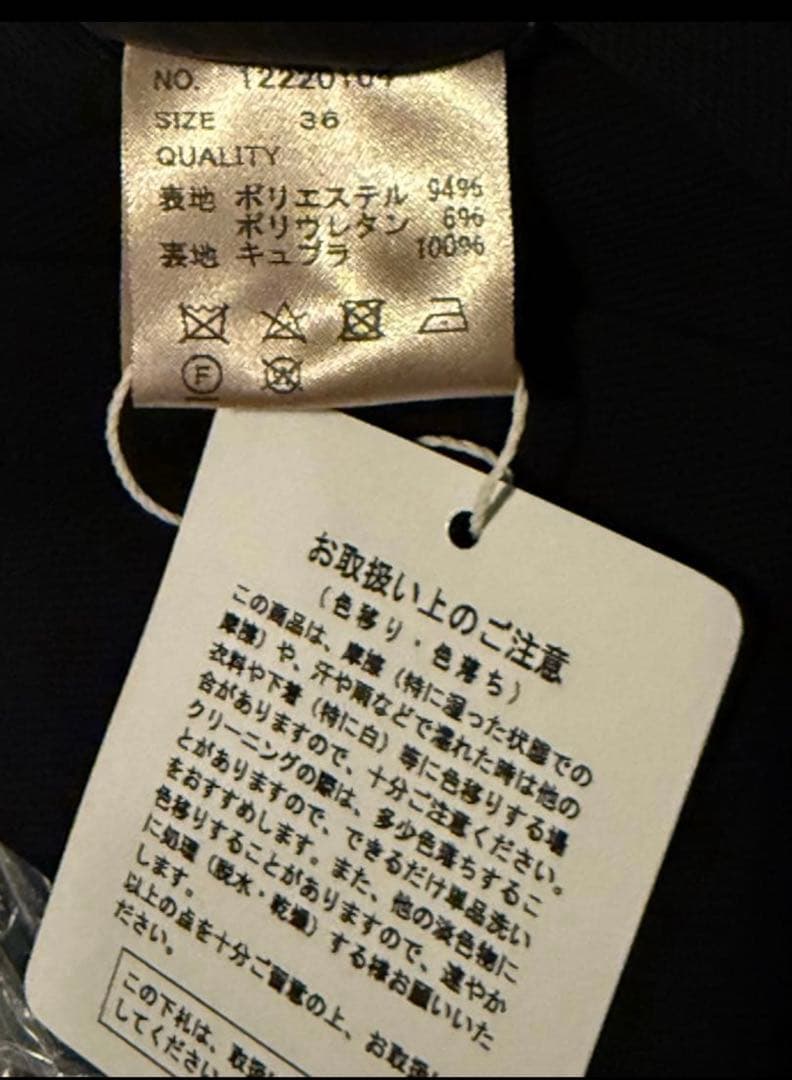 NO. 12220104
SIZE 36
QUALITY
表地 ポリエステル 94%
ポリウレタン 6%
裏地 キュプラ 100%
F
W
お取扱い上のご注意
(色移り・色落ち)
この商品は、摩擦(特に湿った状態での
摩擦)や、汗や雨などで濡れた時は他の
衣料や下着(特に白)等に色移りする場
合がありますので、十分ご注意ください。
クリーニングの際は、多少色落ちするこ
とがありますので、できるだけ単品洗い
をおすすめします。また、他の淡色物に
色移りすることがありますので、速やか
に処理(脱水・乾燥)する様お願いいた
します。
以上の点を十分ご留意の上、お取扱い
ださい。
この下札は、取扱
してください